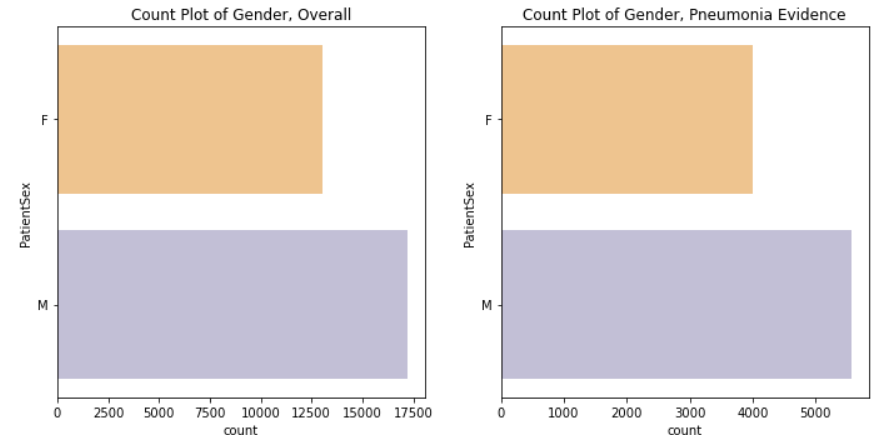 Count Plot of Gender, Overall
F
M
PatientSex
0 2500 5000 7500 10000 12500 15000 17500
count
Count Plot of Gender, Pneumonia Evidence
F
M
PatientSex
0 1000 2000 3000 4000 5000
count